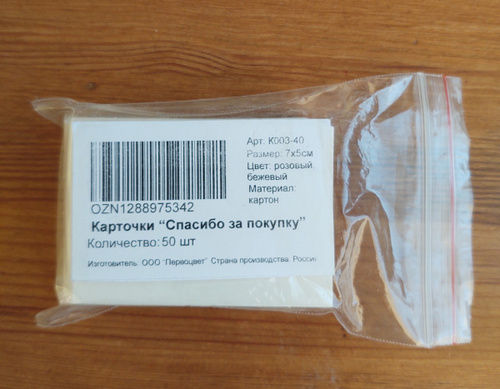 Арт. К003-40
Размер: 7х5см
Цвет: розовый
бежевый
Материал:
картон
OZN1288975342
Карточки “Спасибо за покупку”
Количество: 50 шт
Изготовитель: ООО "Первоцвет" Страна производства: Росси